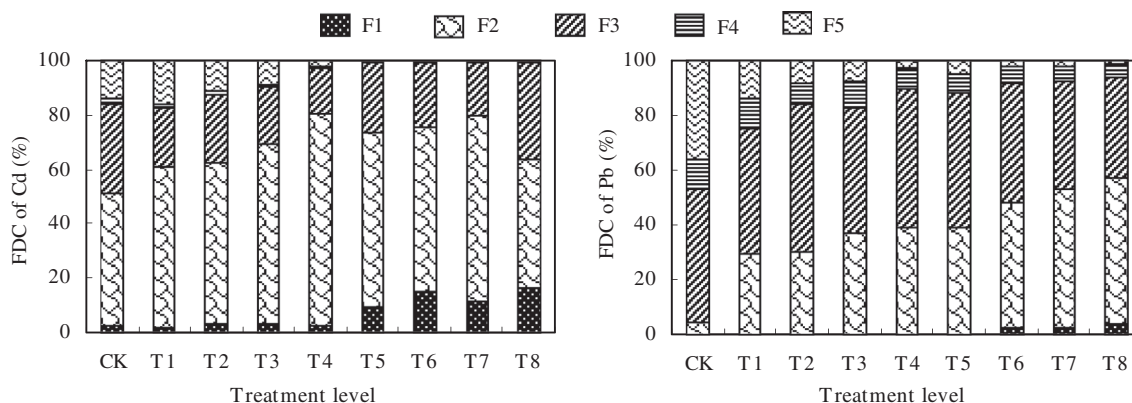 F1 F2 F3 F4 F5
FDC of Cd (%)
100
80
60
40
20
0
CK T1 T2 T3 T4 T5 T6 T7 T8
Treatment level
FDC of Pb (%)
100
80
60
40
20
0
CK T1 T2 T3 T4 T5 T6 T7 T8
Treatment level